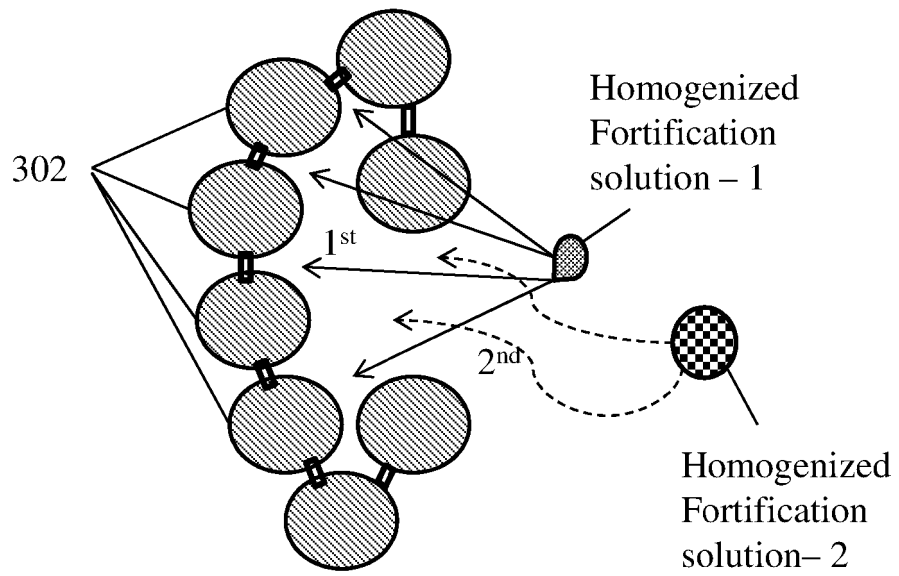 Homogenized
Fortification
solution – 1
302
1st
2nd
Homogenized
Fortification
solution– 2